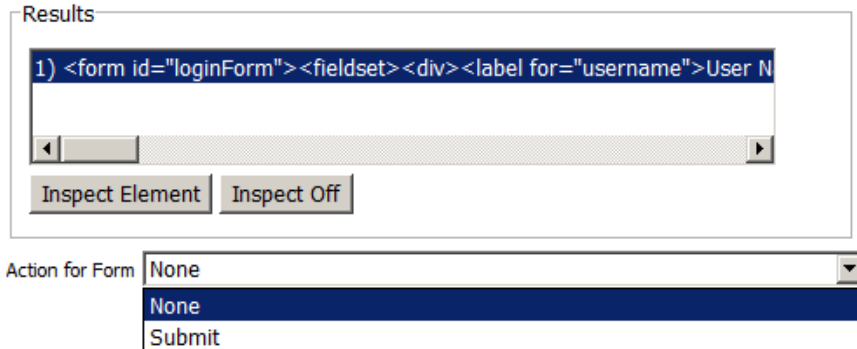 Results
1) <form id="loginForm"><fieldset><div><label for="username">User N
Inspect Element Inspect Off
Action for Form None
None
Submit